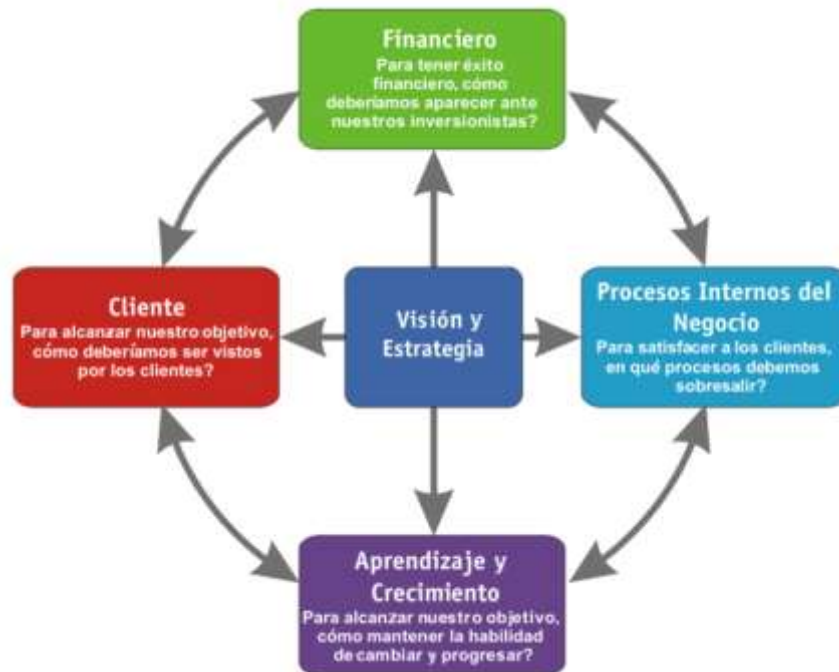 Financiero
Para tener éxito
financiero, cómo
deberíamos aparecer ante
nuestros inversionistas?
Cliente
Para alcanzar nuestro objetivo,
cómo deberíamos ser vistos
por los clientes?
Visión y
Estrategia
Procesos Internos del
Negocio
Para satisfacer a los clientes,
en qué procesos debemos
sobresalir?
Aprendizaje y
Crecimiento
Para alcanzar nuestro objetivo,
cómo mantener la habilidad
de cambiar y progresar?